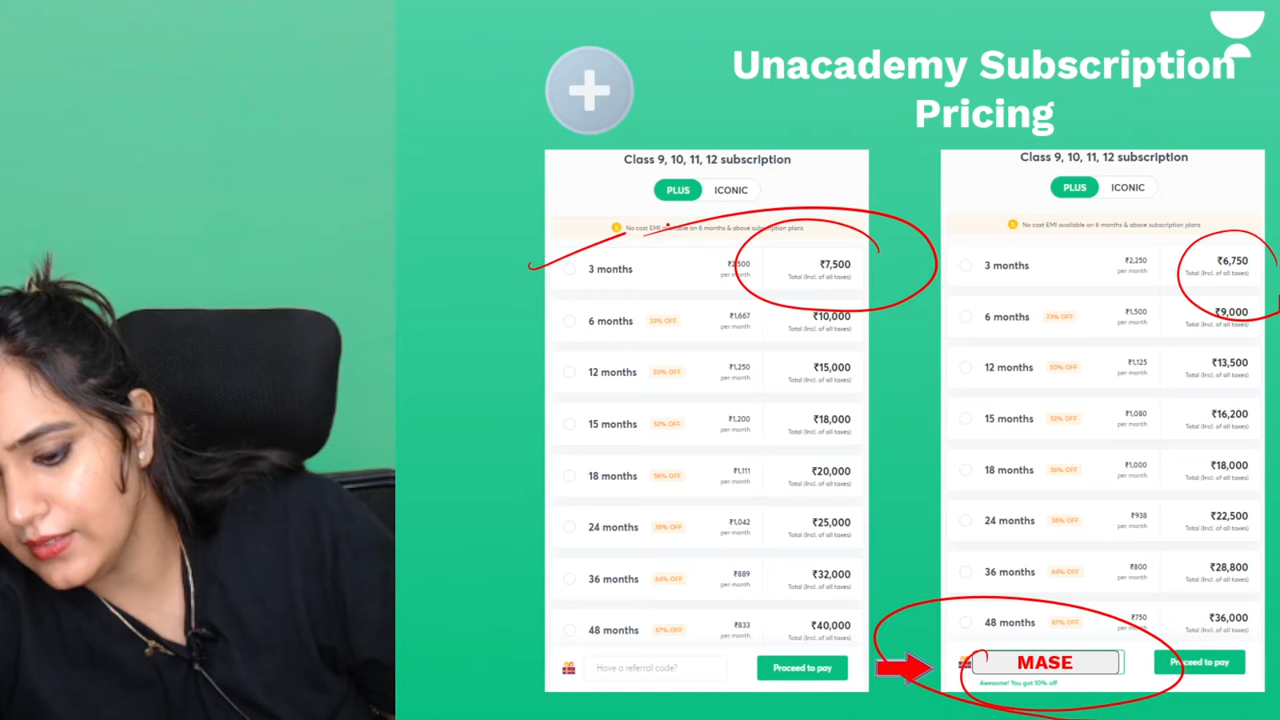 Unacademy Subscription
Pricing
Class 9, 10, 11, 12 subscription
PLUS ICONIC
No cost EMI available on 6 months & above subscription plans
3 months ₹2,500 per month ₹7,500 Total (Incl. of all taxes)
6 months 33% OFF ₹1,667 per month ₹10,000 Total (Incl. of all taxes)
12 months 50% OFF ₹1,250 per month ₹15,000 Total (Incl. of all taxes)
15 months 52% OFF ₹1,200 per month ₹18,000 Total (Incl. of all taxes)
18 months 56% OFF ₹1,111 per month ₹20,000 Total (Incl. of all taxes)
24 months 58% OFF ₹1,042 per month ₹25,000 Total (Incl. of all taxes)
36 months 64% OFF ₹889 per month ₹32,000 Total (Incl. of all taxes)
48 months 67% OFF ₹833 per month ₹40,000 Total (Incl. of all taxes)
Have a referral code? Proceed to pay
Class 9, 10, 11, 12 subscription
PLUS ICONIC
No cost EMI available on 6 months & above subscription plans
3 months ₹2,250 per month ₹6,750 Total (Incl. of all taxes)
6 months 33% OFF ₹1,500 per month ₹9,000 Total (Incl. of all taxes)
12 months 50% OFF ₹1,125 per month ₹13,500 Total (Incl. of all taxes)
15 months 52% OFF ₹1,080 per month ₹16,200 Total (Incl. of all taxes)
18 months 56% OFF ₹1,000 per month ₹18,000 Total (Incl. of all taxes)
24 months 58% OFF ₹938 per month ₹22,500 Total (Incl. of all taxes)
36 months 64% OFF ₹800 per month ₹28,800 Total (Incl. of all taxes)
48 months 67% OFF ₹750 per month ₹36,000 Total (Incl. of all taxes)
MASE Proceed to pay
Awesome! You got 10% off